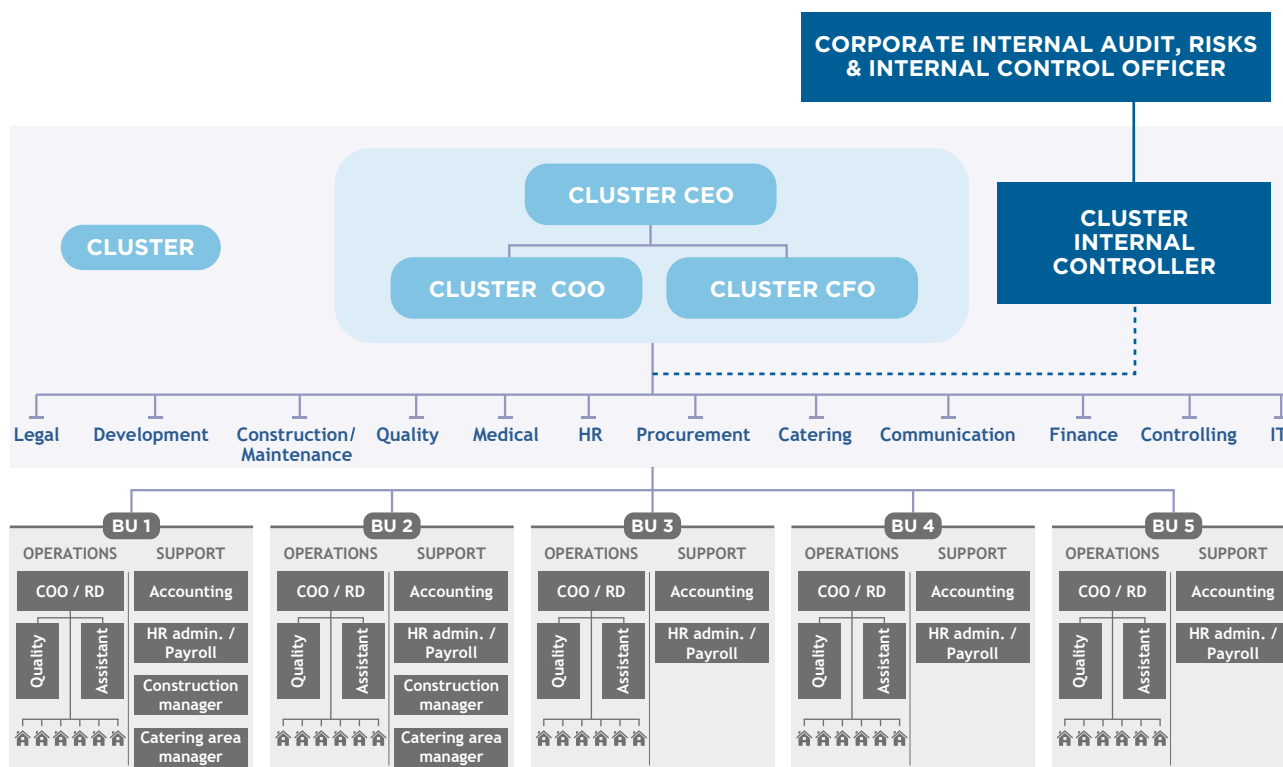 CORPORATE INTERNAL AUDIT, RISKS
& INTERNAL CONTROL OFFICER
CLUSTER
CLUSTER CEO
CLUSTER COO
CLUSTER CFO
CLUSTER
INTERNAL
CONTROLLER
Legal
Development
Construction/
Maintenance
Quality
Medical
HR
Procurement
Catering
Communication
Finance
Controlling
IT
BU 1
OPERATIONS
SUPPORT
COO / RD
Quality
Assistant
Accounting
HR admin. /
Payroll
Construction
manager
Catering area
manager
BU 2
OPERATIONS
SUPPORT
COO / RD
Quality
Assistant
Accounting
HR admin. /
Payroll
Construction
manager
Catering area
manager
BU 3
OPERATIONS
SUPPORT
COO / RD
Quality
Assistant
Accounting
HR admin. /
Payroll
BU 4
OPERATIONS
SUPPORT
COO / RD
Quality
Assistant
Accounting
HR admin. /
Payroll
BU 5
OPERATIONS
SUPPORT
COO / RD
Quality
Assistant
Accounting
HR admin. /
Payroll